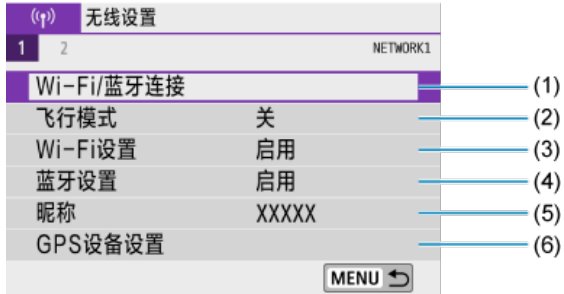 无线设置
1 2 NETWORK1
Wi-Fi/蓝牙连接 (1)
飞行模式 关 (2)
Wi-Fi设置 启用 (3)
蓝牙设置 启用 (4)
昵称 XXXXX (5)
GPS设备设置 (6)
MENU